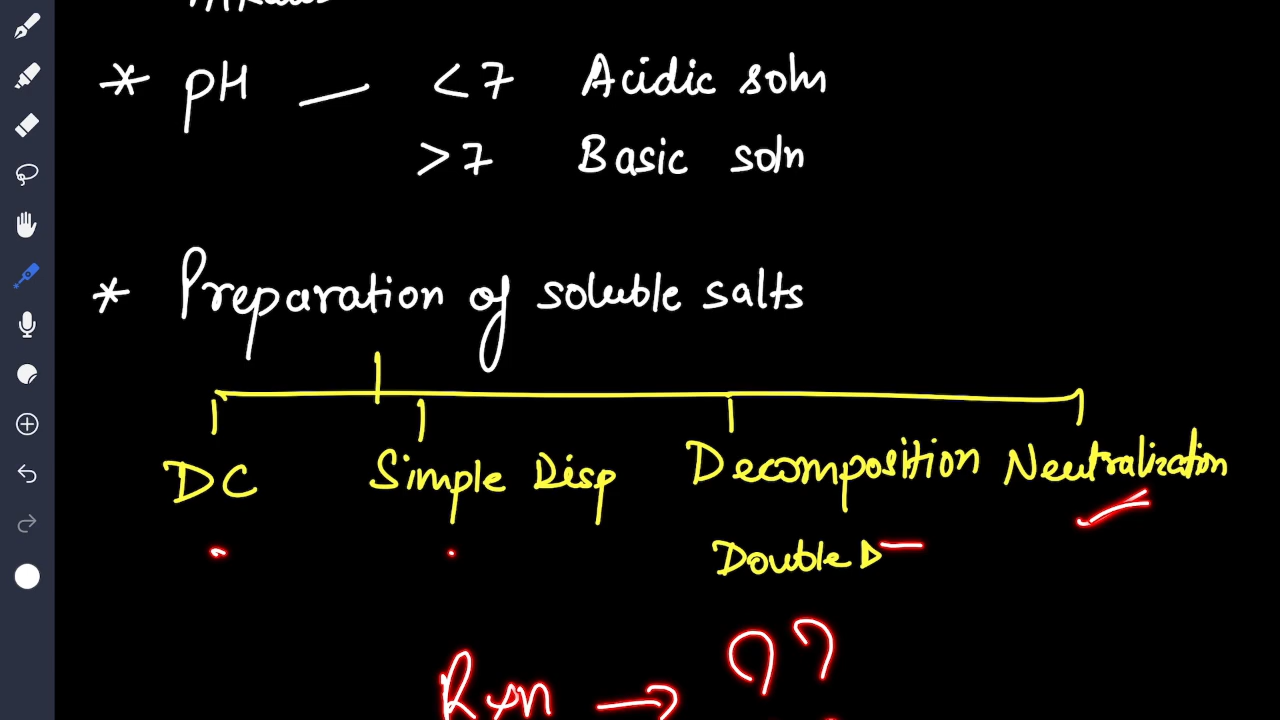 * pH — <7 Acidic soln
>7 Basic soln
* Preparation of soluble salts
DC Simple Disp Decomposition Neutralization
Double D
Rxn → ??